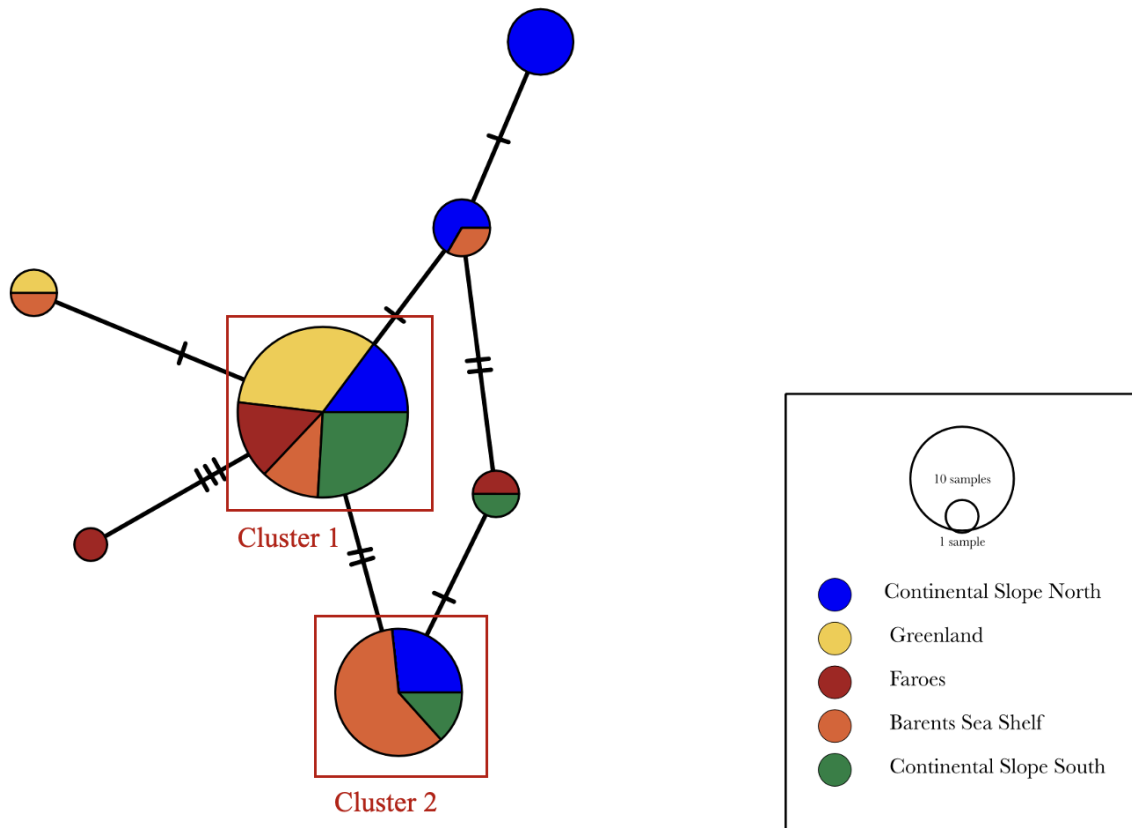 Cluster 1
Cluster 2
10 samples
1 sample
Continental Slope North
Greenland
Faroes
Barents Sea Shelf
Continental Slope South